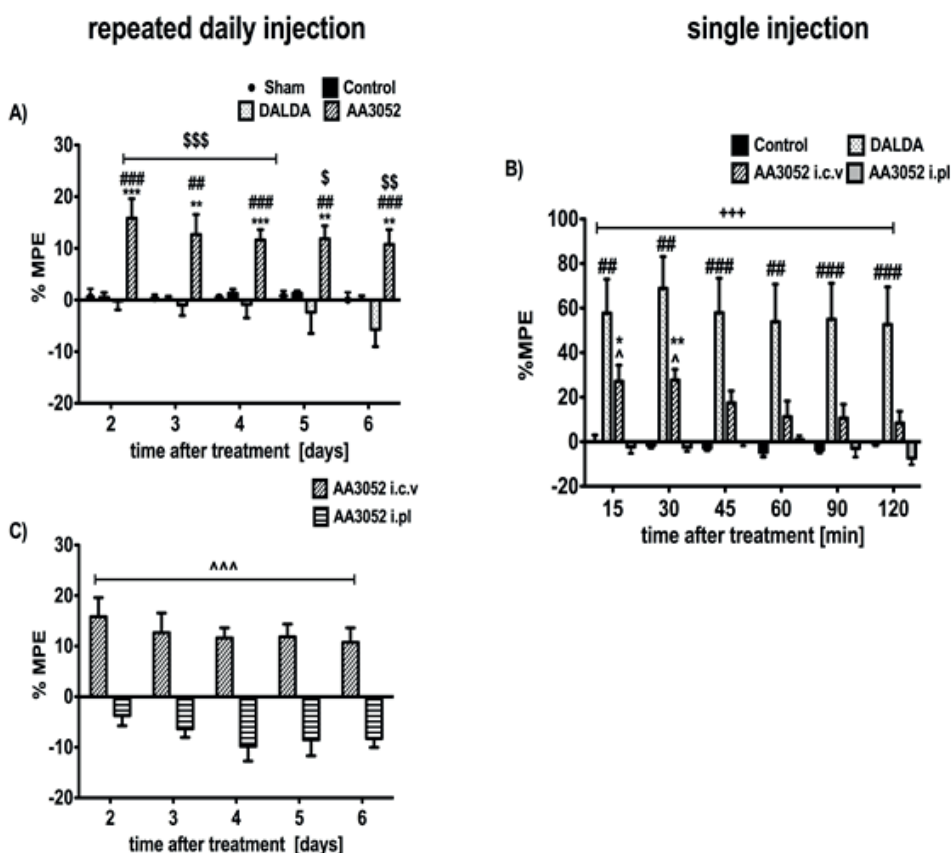 repeated daily injection
single injection
A)
Sham Control
DALDA AA3052
$$$
### ## ### $ ## $$ ###
*** ** *** ** **
30
20
10
0
-10
-20
% MPE
2 3 4 5 6
time after treatment [days]
B)
Control DALDA
AA3052 i.c.v AA3052 i.pl
+++
## ## ### ## ### ###
* **
^ ^
100
80
60
40
20
0
-20
%MPE
15 30 45 60 90 120
time after treatment [min]
C)
AA3052 i.c.v
AA3052 i.pl
^^^
30
20
10
0
-10
-20
% MPE
2 3 4 5 6
time after treatment [days]